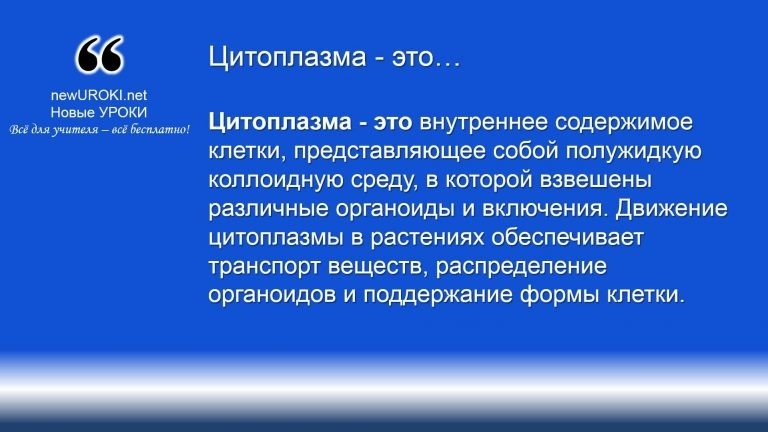 ❝
newUROKI.net
Новые УРОКИ
Всё для учителя – всё бесплатно!
Цитоплазма - это…
Цитоплазма - это внутреннее содержимое
клетки, представляющее собой полужидкую
коллоидную среду, в которой взвешены
различные органоиды и включения. Движение
цитоплазмы в растениях обеспечивает
транспорт веществ, распределение
органоидов и поддержание формы клетки.